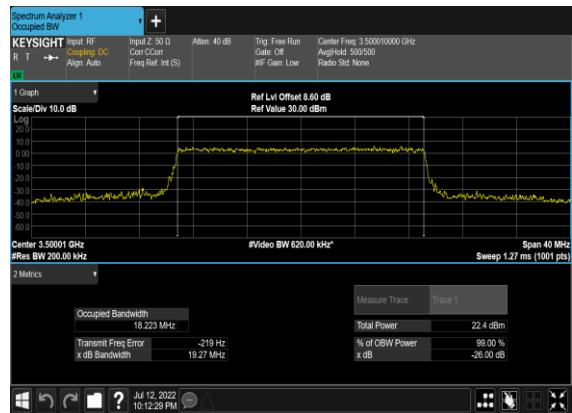 Spectrum Analyzer 1
Occupied BW
+
KEYSIGHT Input: RF Input Z: 50 Ω Atten: 40 dB Trig: Free Run Center Freq: 3.500010000 GHz
R T Coupling: DC Corr CCorr Gate: Off Avg|Hold: 500/500
Align: Auto Freq Ref: Int (S) #IF Gain: Low Radio Std: None
1 Graph Ref Lvl Offset 8.60 dB
Scale/Div 10.0 dB Ref Value 30.00 dBm
Log
20.0
10.0
0.00
-10.0
-20.0
-30.0
-40.0
-50.0
-60.0
Center 3.50001 GHz #Video BW 620.00 kHz* Span 40 MHz
#Res BW 200.00 kHz Sweep 1.27 ms (1001 pts)
2 Metrics
Measure Trace Trace 1
Occupied Bandwidth
18.223 MHz Total Power 22.4 dBm
Transmit Freq Error -219 Hz % of OBW Power 99.00 %
x dB Bandwidth 19.27 MHz x dB -26.00 dB
? Jul 12, 2022
10:12:29 PM